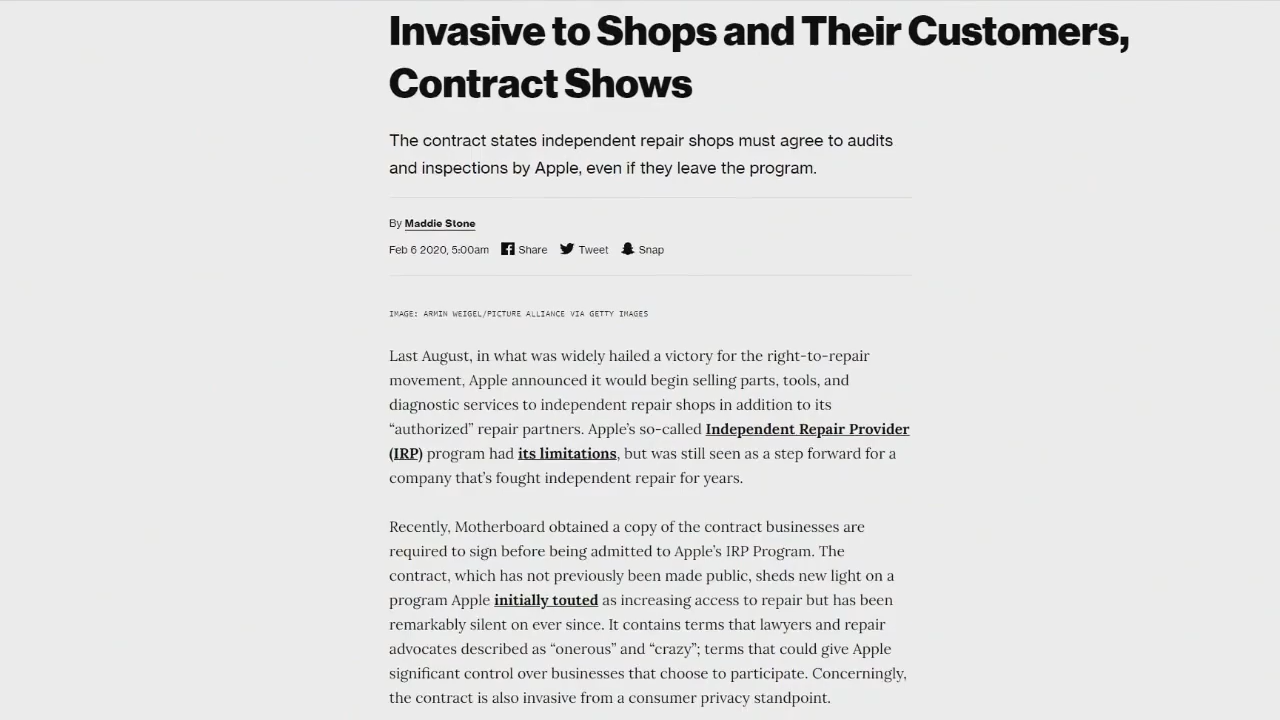 Invasive to Shops and Their Customers,
Contract Shows
The contract states independent repair shops must agree to audits
and inspections by Apple, even if they leave the program.
By Maddie Stone
Feb 6 2020, 5:00am Share Tweet Snap
IMAGE: ARMIN WEIGEL/PICTURE ALLIANCE VIA GETTY IMAGES
Last August, in what was widely hailed a victory for the right-to-repair
movement, Apple announced it would begin selling parts, tools, and
diagnostic services to independent repair shops in addition to its
“authorized” repair partners. Apple’s so-called Independent Repair Provider
(IRP) program had its limitations, but was still seen as a step forward for a
company that’s fought independent repair for years.
Recently, Motherboard obtained a copy of the contract businesses are
required to sign before being admitted to Apple’s IRP Program. The
contract, which has not previously been made public, sheds new light on a
program Apple initially touted as increasing access to repair but has been
remarkably silent on ever since. It contains terms that lawyers and repair
advocates described as “onerous” and “crazy”; terms that could give Apple
significant control over businesses that choose to participate. Concerningly,
the contract is also invasive from a consumer privacy standpoint.